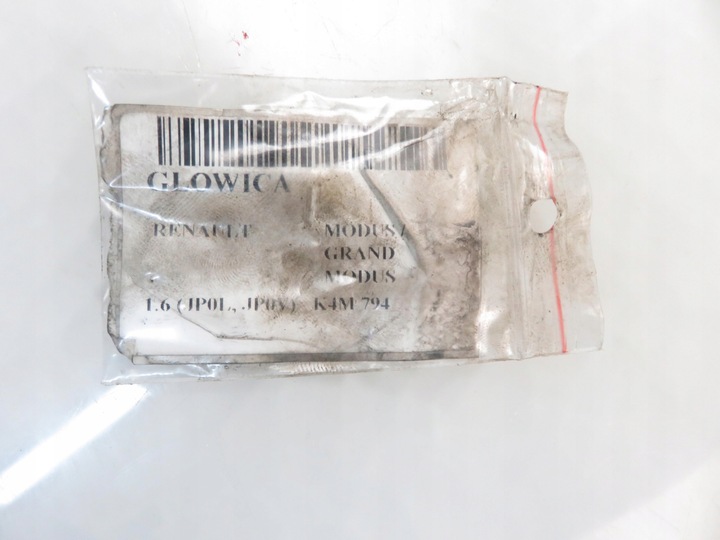 GLOWICA
RENAULT MODUS /
GRAND
MODUS
1.6 (JP0L, JP0V) K4M 794